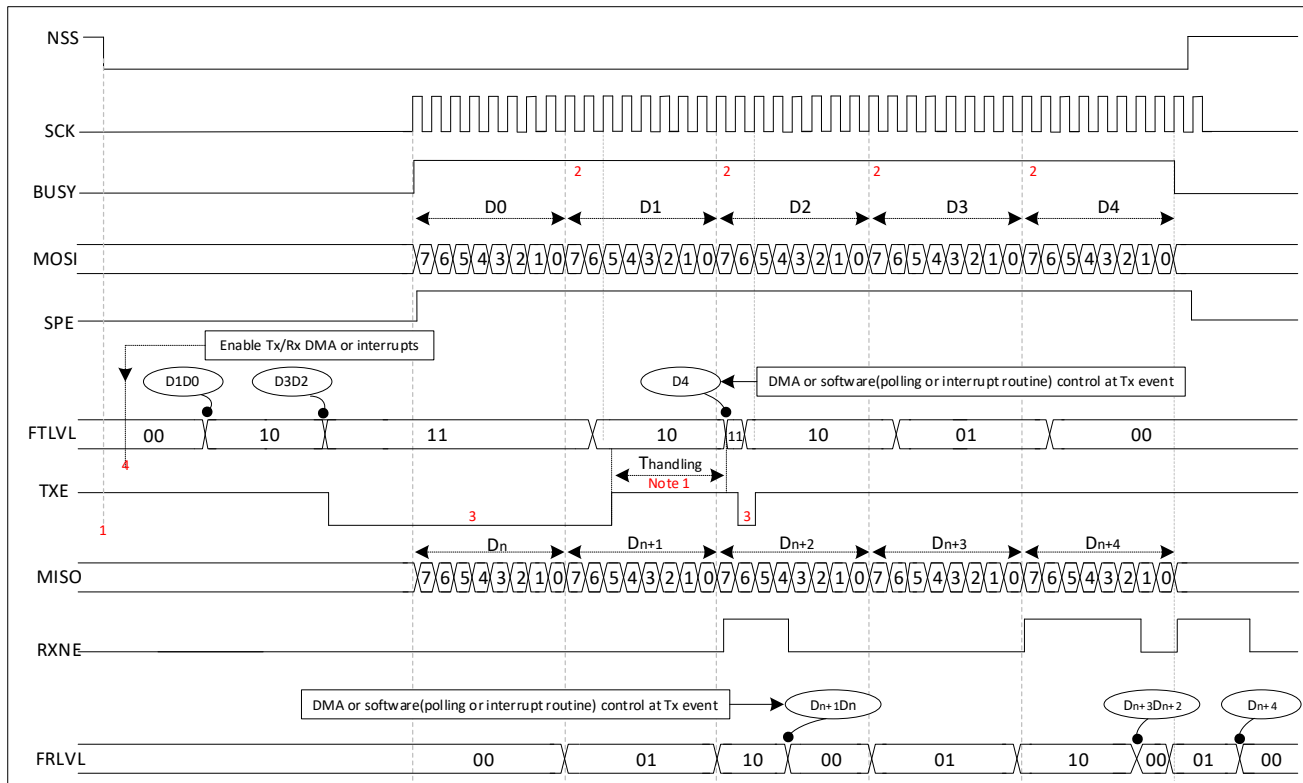 NSS
SCK
BUSY
2 2 2 2
D0 D1 D2 D3 D4
MOSI
7 6 5 4 3 2 1 0 7 6 5 4 3 2 1 0 7 6 5 4 3 2 1 0 7 6 5 4 3 2 1 0 7 6 5 4 3 2 1 0
SPE
Enable Tx/Rx DMA or interrupts
D1D0 D3D2 D4 DMA or software(polling or interrupt routine) control at Tx event
FTLVL 00 10 11 10 11 10 01 00
4
Thandling
Note 1
TXE
1 3 3
Dn Dn+1 Dn+2 Dn+3 Dn+4
MISO
7 6 5 4 3 2 1 0 7 6 5 4 3 2 1 0 7 6 5 4 3 2 1 0 7 6 5 4 3 2 1 0 7 6 5 4 3 2 1 0
RXNE
DMA or software(polling or interrupt routine) control at Tx event Dn+1Dn Dn+3Dn+2 Dn+4
FRLVL 00 01 10 00 01 10 00 01 00